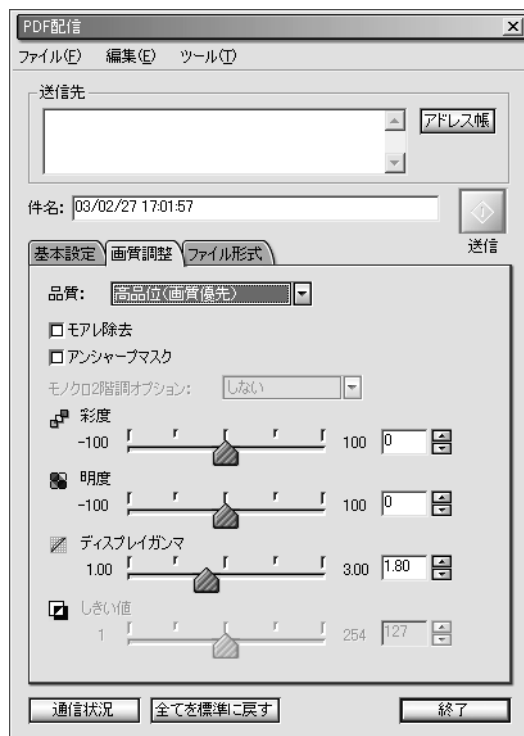 PDF配信
ファイル(F) 編集(E) ツール(T)
送信先
アドレス帳
件名: 03/02/27 17:01:57
送信
基本設定 画質調整 ファイル形式
品質: 高品位(画質優先)
モアレ除去
アンシャープマスク
モノクロ2階調オプション: しない
彩度
-100 100 0
明度
-100 100 0
ディスプレイガンマ
1.00 3.00 1.80
しきい値
1 254 127
通信状況 全てを標準に戻す 終了